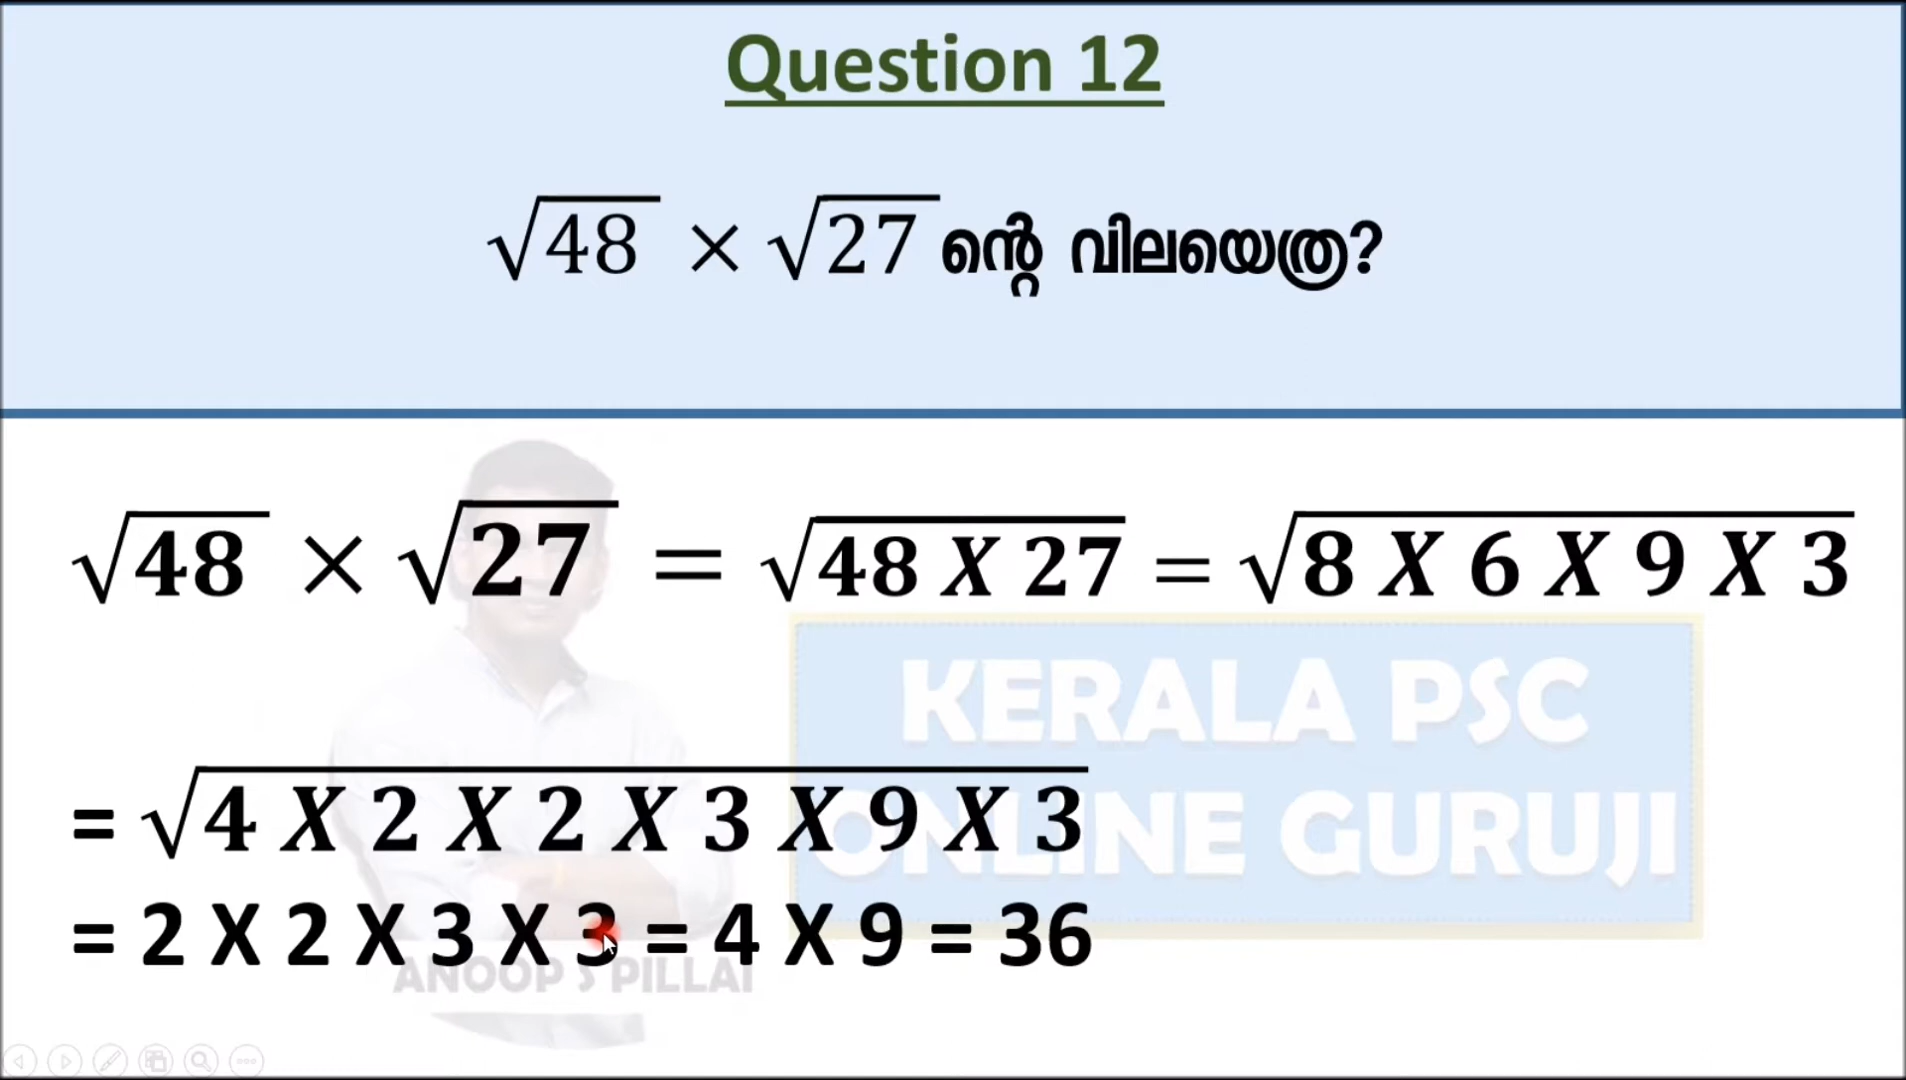 Question 12
√48 × √27 ന്റെ വിലയെത്ര?
√48 × √27 = √48 X 27 = √8 X 6 X 9 X 3
KERALA PSC
ONLINE GURUJI
= √4 X 2 X 2 X 3 X 9 X 3
= 2 X 2 X 3 X 3 = 4 X 9 = 36
ANOOP S PILLAI